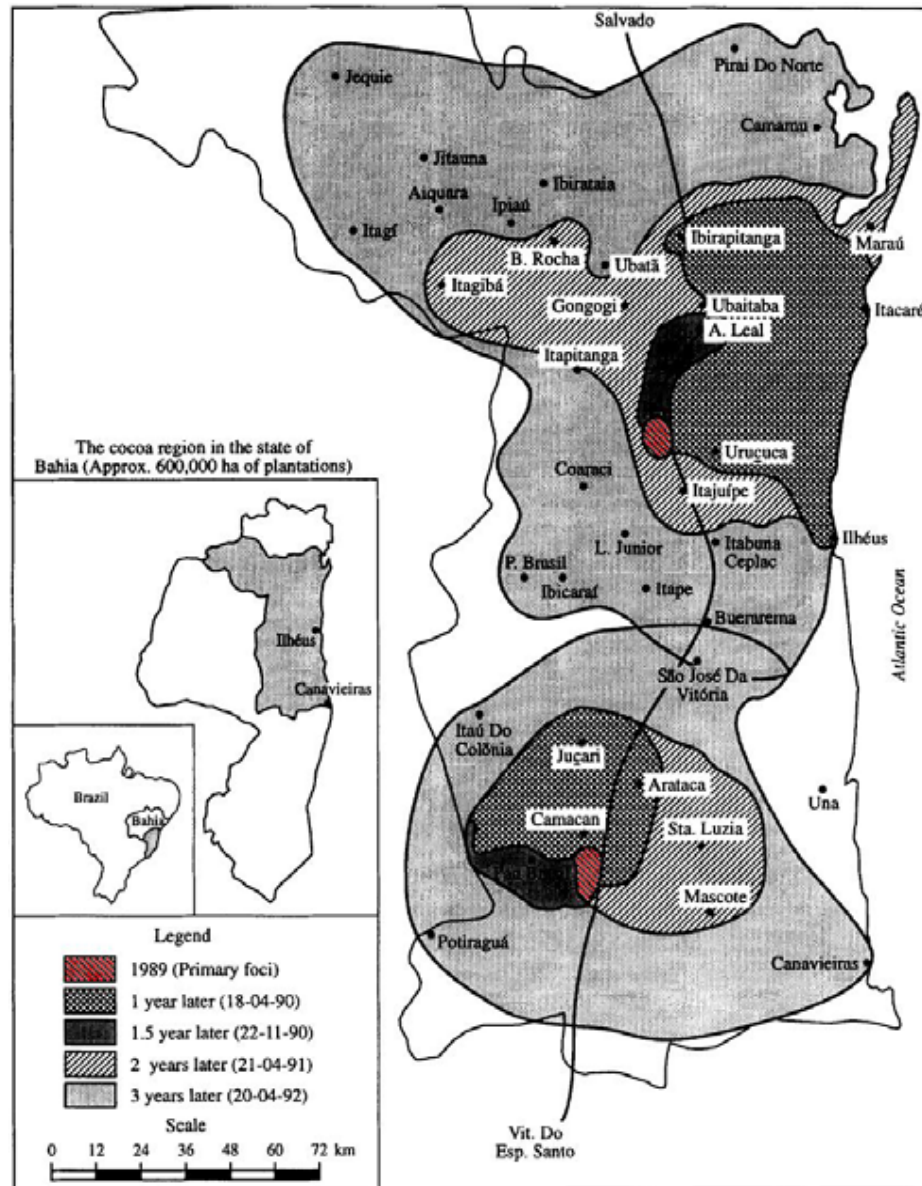 Salvado
Pirai Do Norte
Jequie
Camamu
Jitauna
Ibirataia
Aiquara
Ipiaú
Itagí
Ibirapitanga
Maraú
B. Rocha
Ubatã
Itagibá
Gongogi
Ubaitaba
Itacaré
A. Leal
Itapitanga
The cocoa region in the state of
Bahia (Approx. 600,000 ha of plantations)
Uruçuca
Coaraci
Itajuípe
L. Junior
Itabuna
Ceplac
Ilhéus
P. Brasil
Ibicaraí
Itape
Buerarema
Atlantic Ocean
São José Da
Vitória
Itaú Do
Colônia
Juçari
Arataca
Una
Camacan
Sta. Luzia
Pau Brasil
Mascote
Potiraguá
Canavieiras
Vit. Do
Esp. Santo
Ilhéus
Canavieiras
Brazil
Bahia
Legend
1989 (Primary foci)
1 year later (18-04-90)
1.5 year later (22-11-90)
2 years later (21-04-91)
3 years later (20-04-92)
Scale
0 12 24 36 48 60 72 km